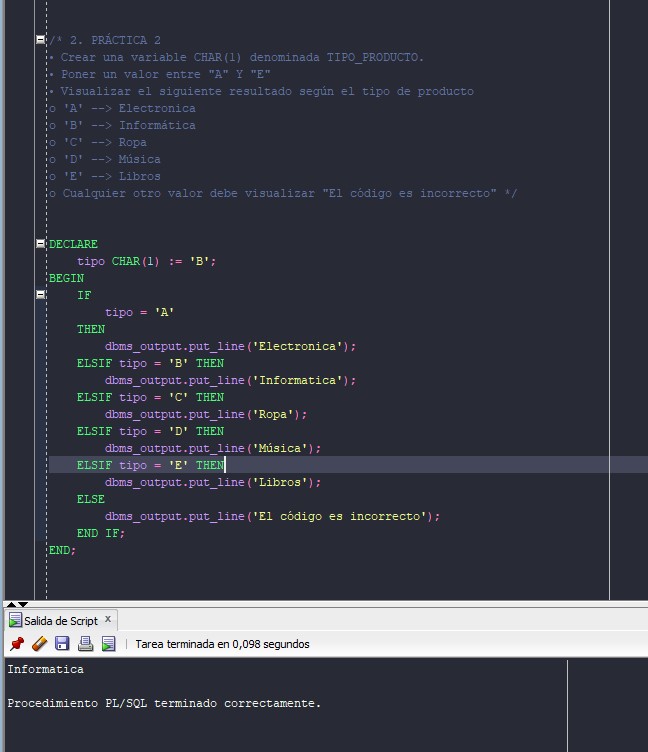 /* 2. PRÁCTICA 2
• Crear una variable CHAR(1) denominada TIPO_PRODUCTO.
• Poner un valor entre "A" Y "E"
• Visualizar el siguiente resultado según el tipo de producto
o 'A' --> Electronica
o 'B' --> Informática
o 'C' --> Ropa
o 'D' --> Música
o 'E' --> Libros
o Cualquier otro valor debe visualizar "El código es incorrecto" */
DECLARE
tipo CHAR(1) := 'B';
BEGIN
IF
tipo = 'A'
THEN
dbms_output.put_line('Electronica');
ELSIF tipo = 'B' THEN
dbms_output.put_line('Informatica');
ELSIF tipo = 'C' THEN
dbms_output.put_line('Ropa');
ELSIF tipo = 'D' THEN
dbms_output.put_line('Música');
ELSIF tipo = 'E' THEN
dbms_output.put_line('Libros');
ELSE
dbms_output.put_line('El código es incorrecto');
END IF;
END;
Salida de Script x
Tarea terminada en 0,098 segundos
Informatica
Procedimiento PL/SQL terminado correctamente.